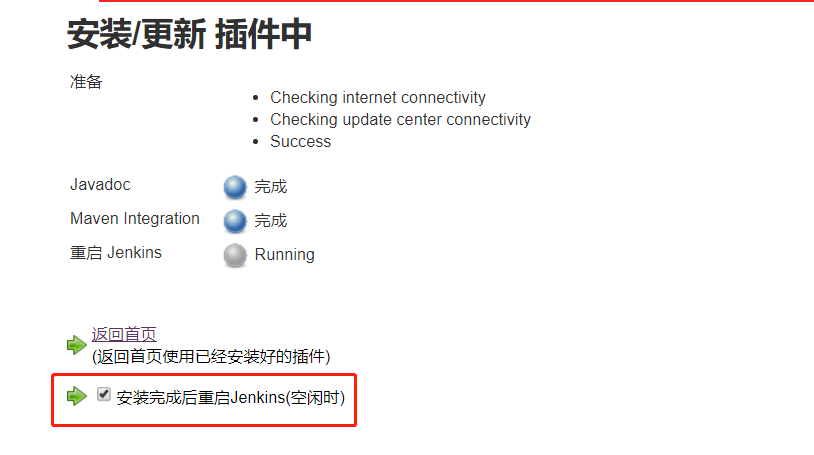 安装/更新 插件中
准备
Checking internet connectivity
Checking update center connectivity
Success
Javadoc 完成
Maven Integration 完成
重启 Jenkins Running
返回首页
(返回首页使用已经安装好的插件)
安装完成后重启Jenkins(空闲时)